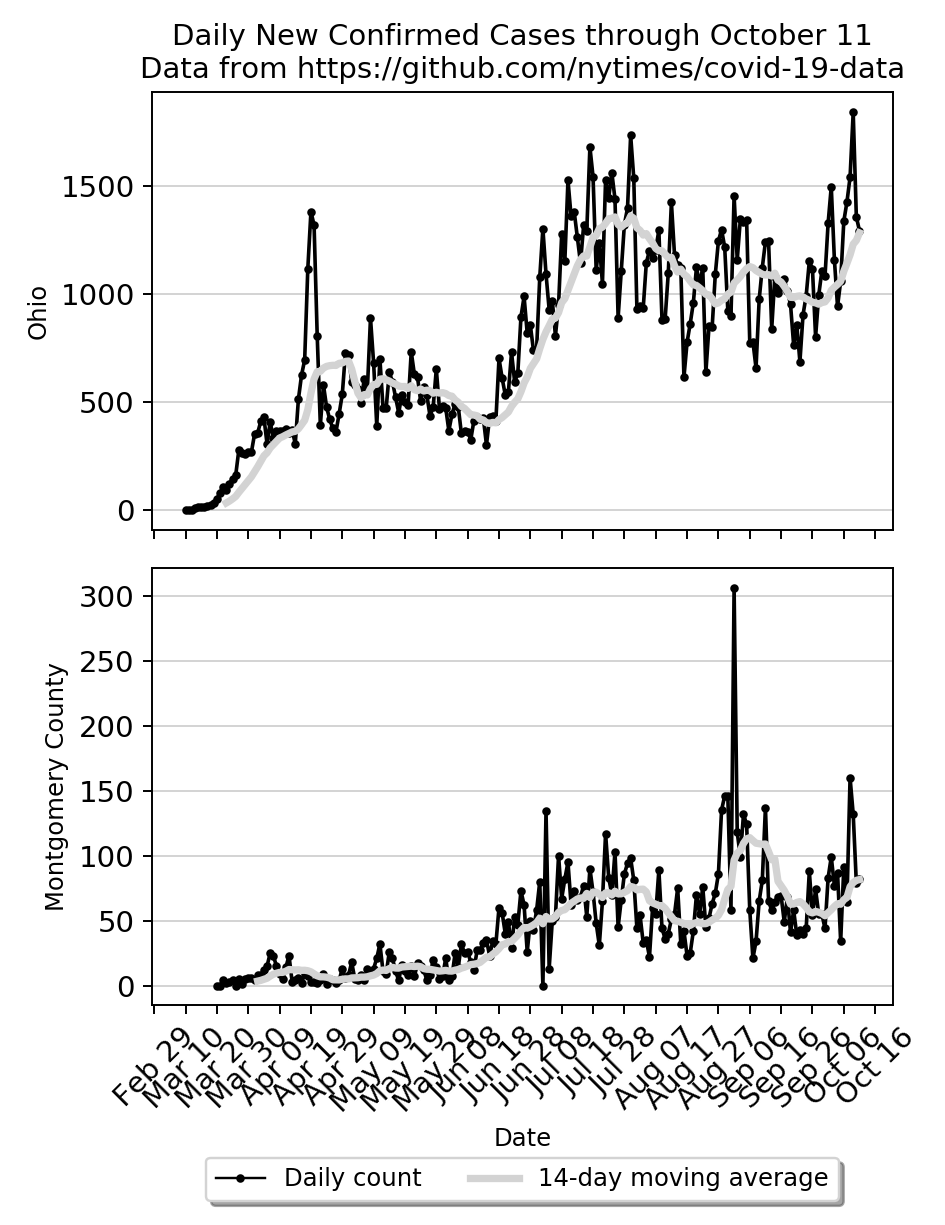 Daily New Confirmed Cases through October 11
Data from https://github.com/nytimes/covid-19-data
1500
1000
500
0
Ohio
300
250
200
150
100
50
0
Montgomery County
Feb 29
Mar 10
Mar 20
Mar 30
Apr 09
Apr 19
Apr 29
May 09
May 19
May 29
Jun 08
Jun 18
Jun 28
Jul 08
Jul 18
Jul 28
Aug 07
Aug 17
Aug 27
Sep 06
Sep 16
Sep 26
Oct 06
Oct 16
Date
Daily count
14-day moving average